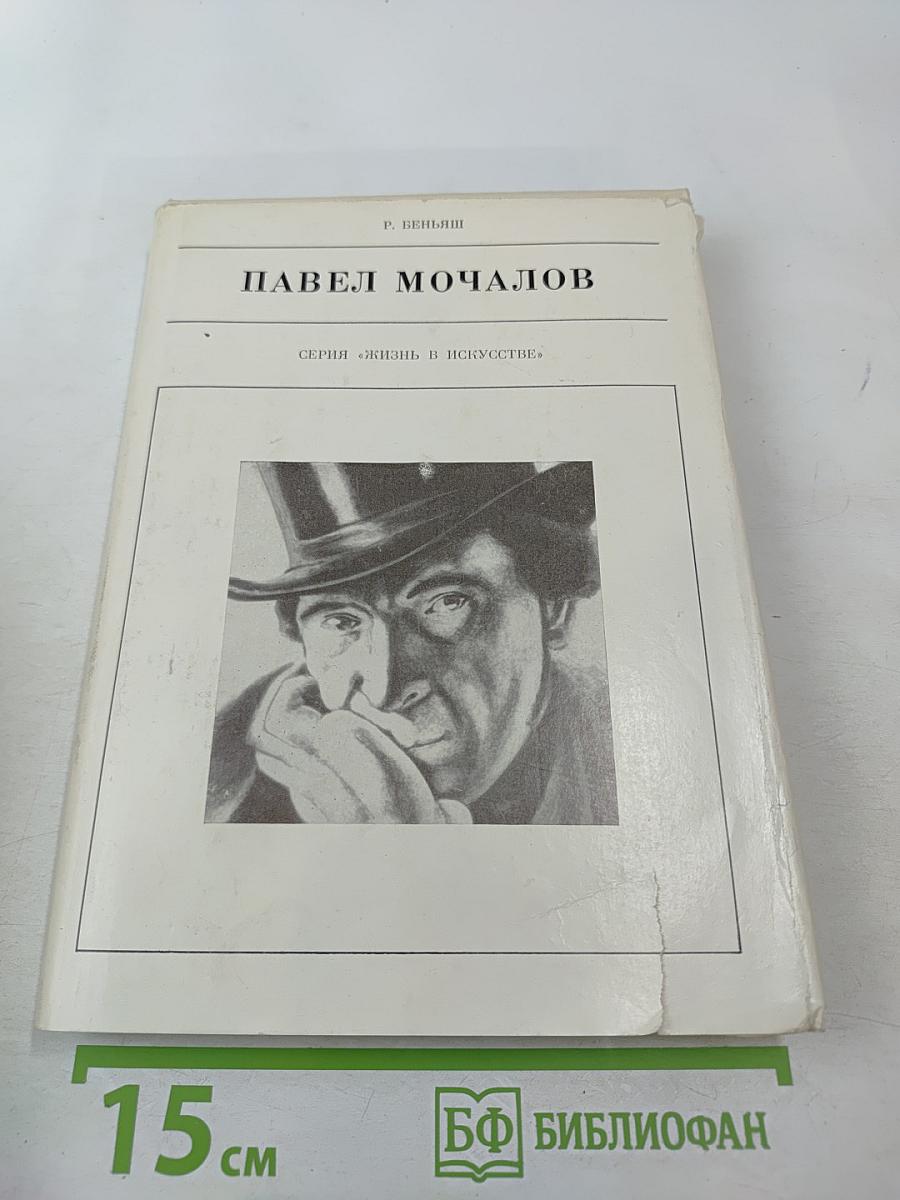 Р. БЕНЬЯШ
ПАВЕЛ МОЧАЛОВ
СЕРИЯ «ЖИЗНЬ В ИСКУССТВЕ»
15 см
БФ БИБЛИОФАН